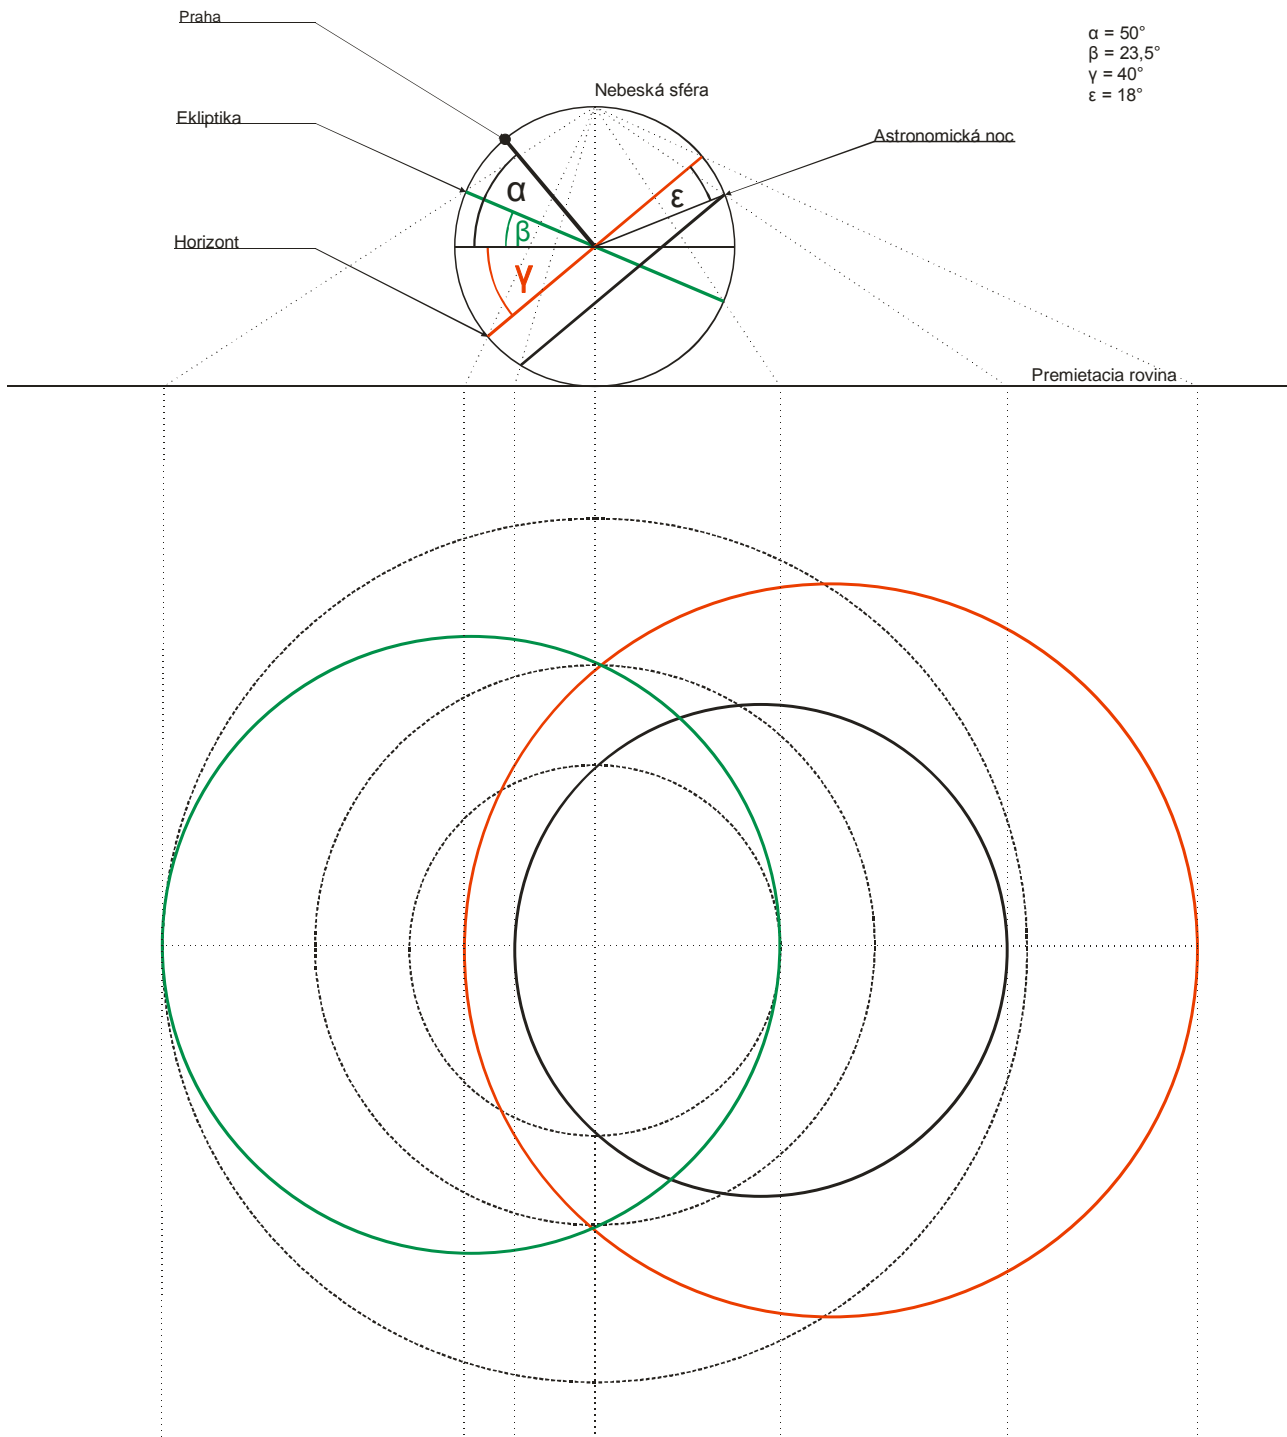 Praha
α = 50°
β = 23,5°
γ = 40°
ε = 18°
Nebeská sféra
Ekliptika
Astronomická noc
α
ε
β
Horizont
γ
Premietacia rovina